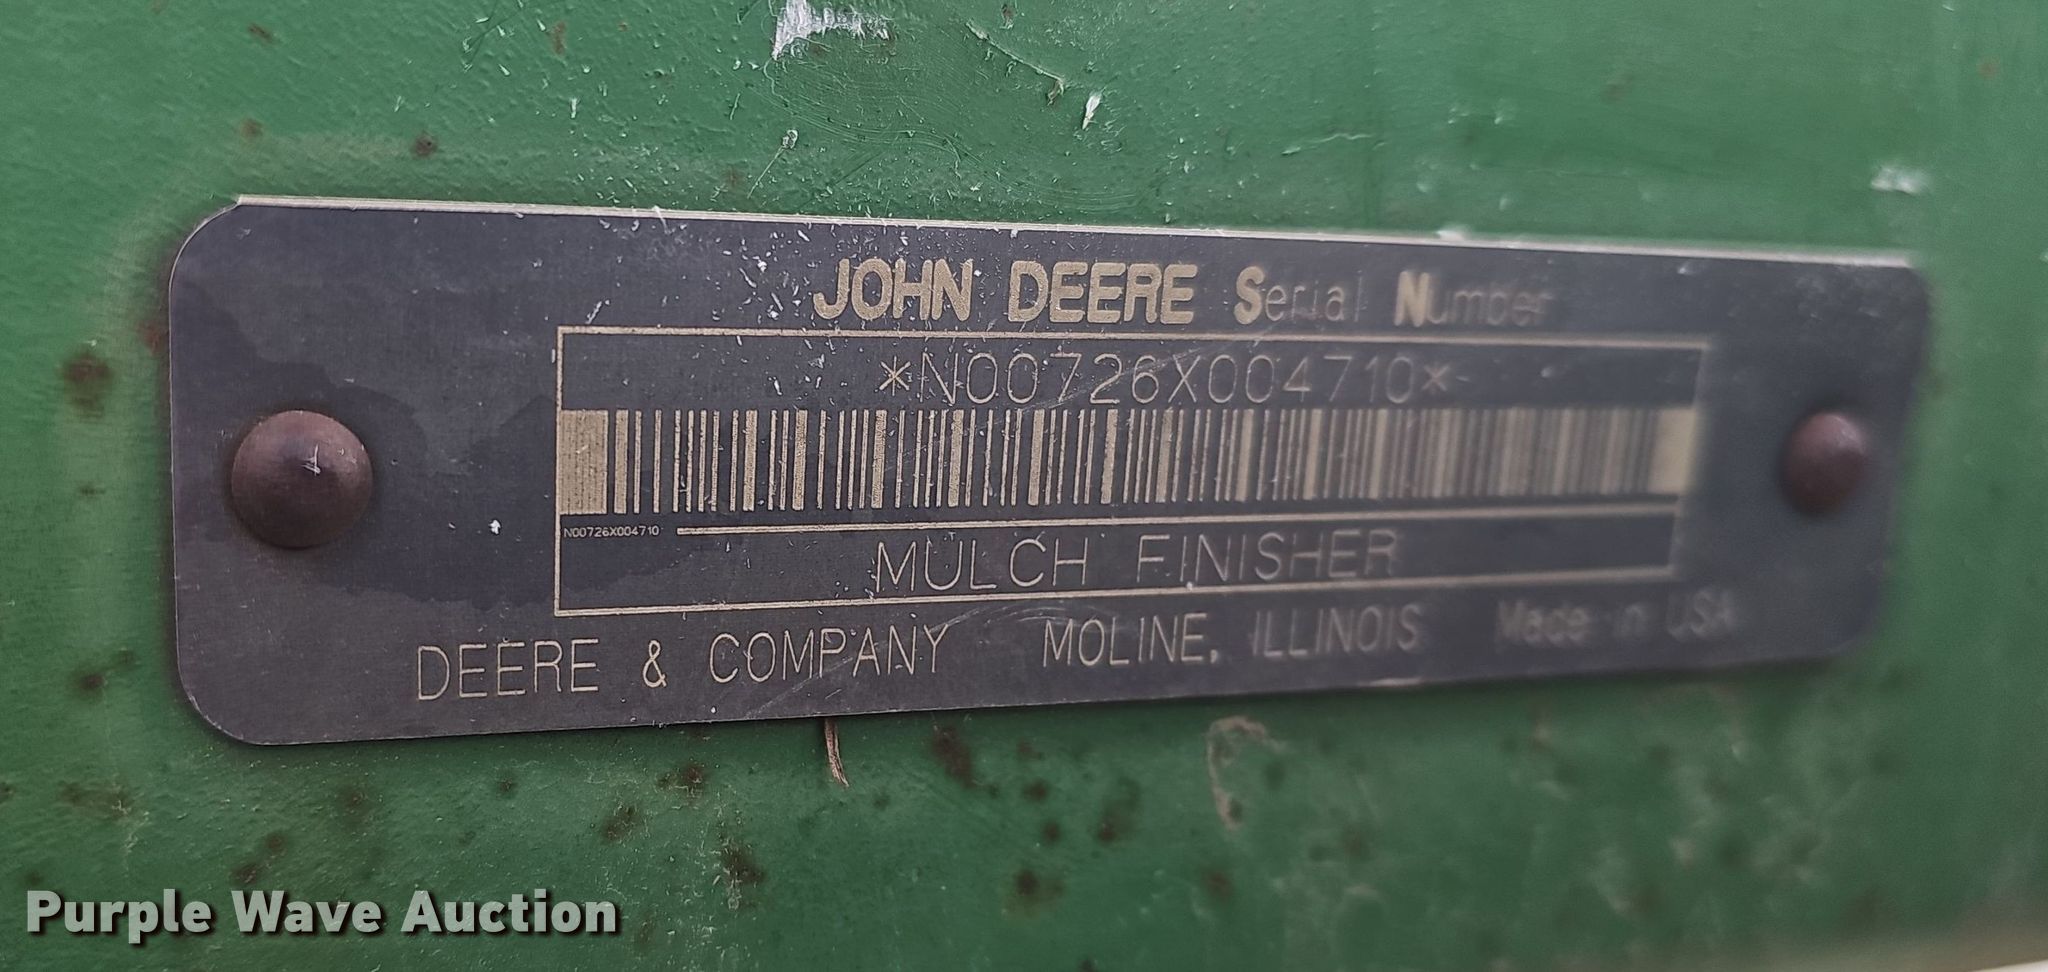 JOHN DEERE Serial Number
*N00726X004710*
N00726X004710
MULCH FINISHER
DEERE & COMPANY MOLINE, ILLINOIS Made in USA
Purple Wave Auction